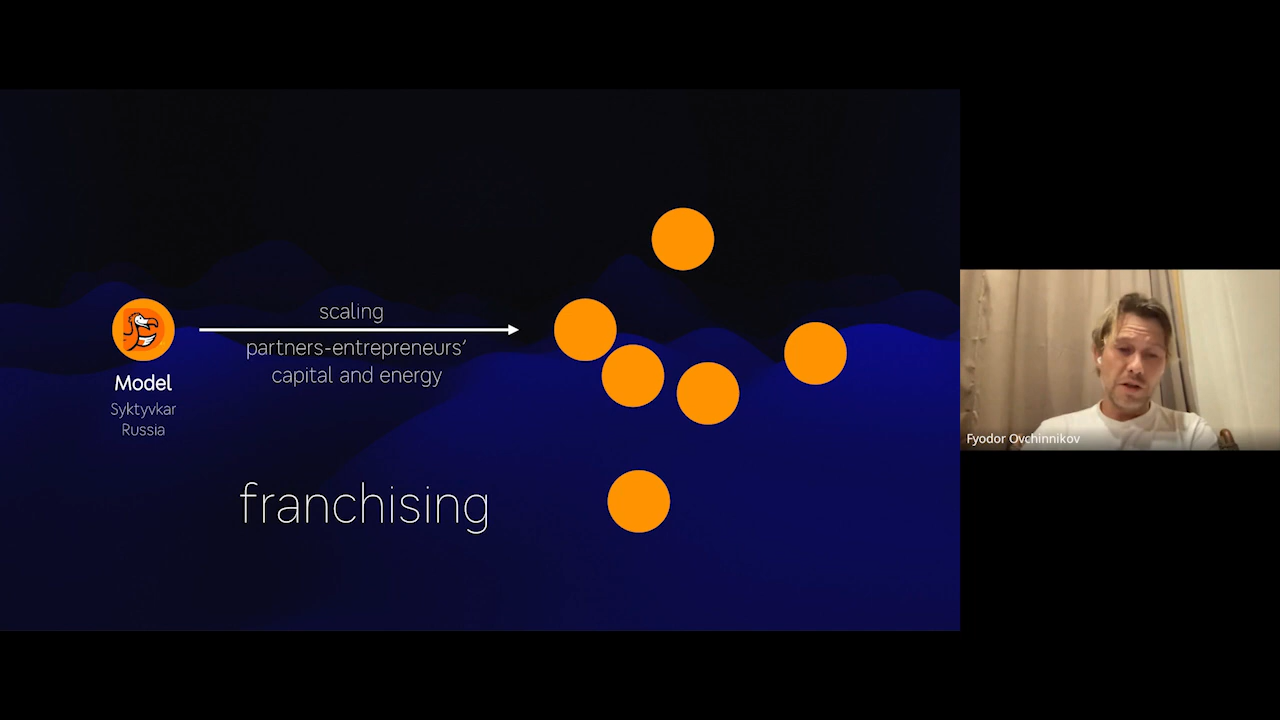 scaling
partners-entrepreneurs’
capital and energy
Model
Syktyvkar
Russia
franchising
Fyodor Ovchinnikov